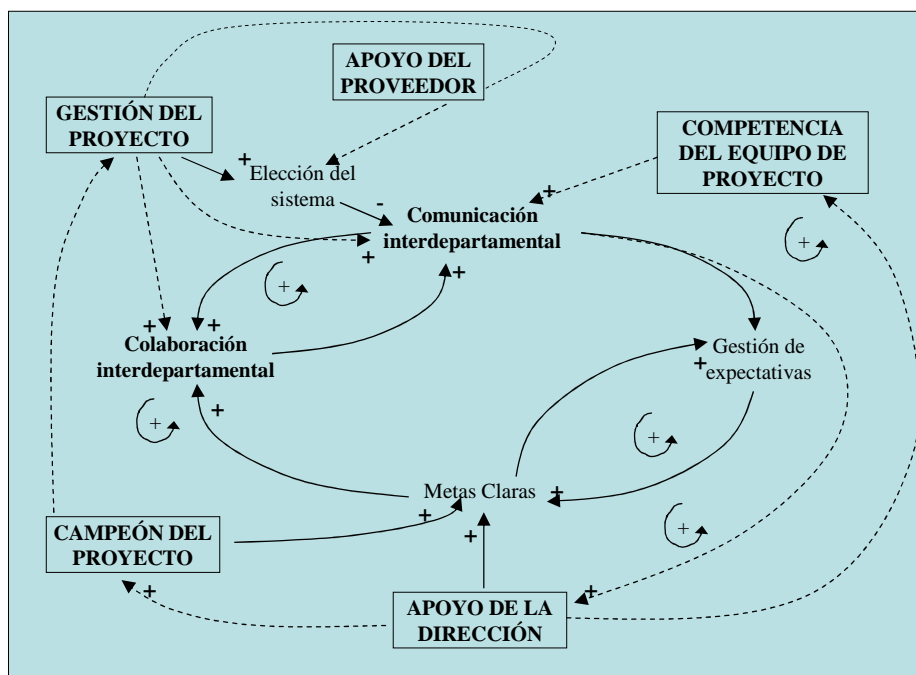 APOYO DEL
PROVEEDOR
GESTIÓN DEL
PROYECTO
COMPETENCIA
DEL EQUIPO DE
PROYECTO
+
Elección del
sistema
-
+
Comunicación
interdepartamental
+
+
+
+
+
+
Colaboración
interdepartamental
Gestión de
expectativas
+
+
+
+
Metas Claras
+
+
+
+
CAMPEÓN DEL
PROYECTO
+
+
APOYO DE LA
DIRECCIÓN